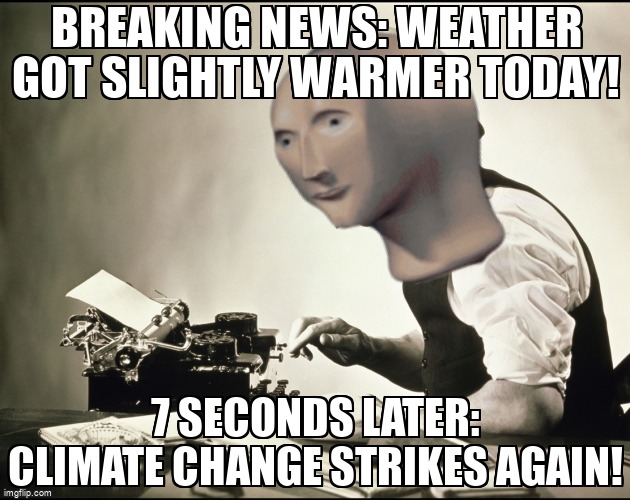 BREAKING NEWS: WEATHER
GOT SLIGHTLY WARMER TODAY!
7 SECONDS LATER:
CLIMATE CHANGE STRIKES AGAIN!
imgflip.com